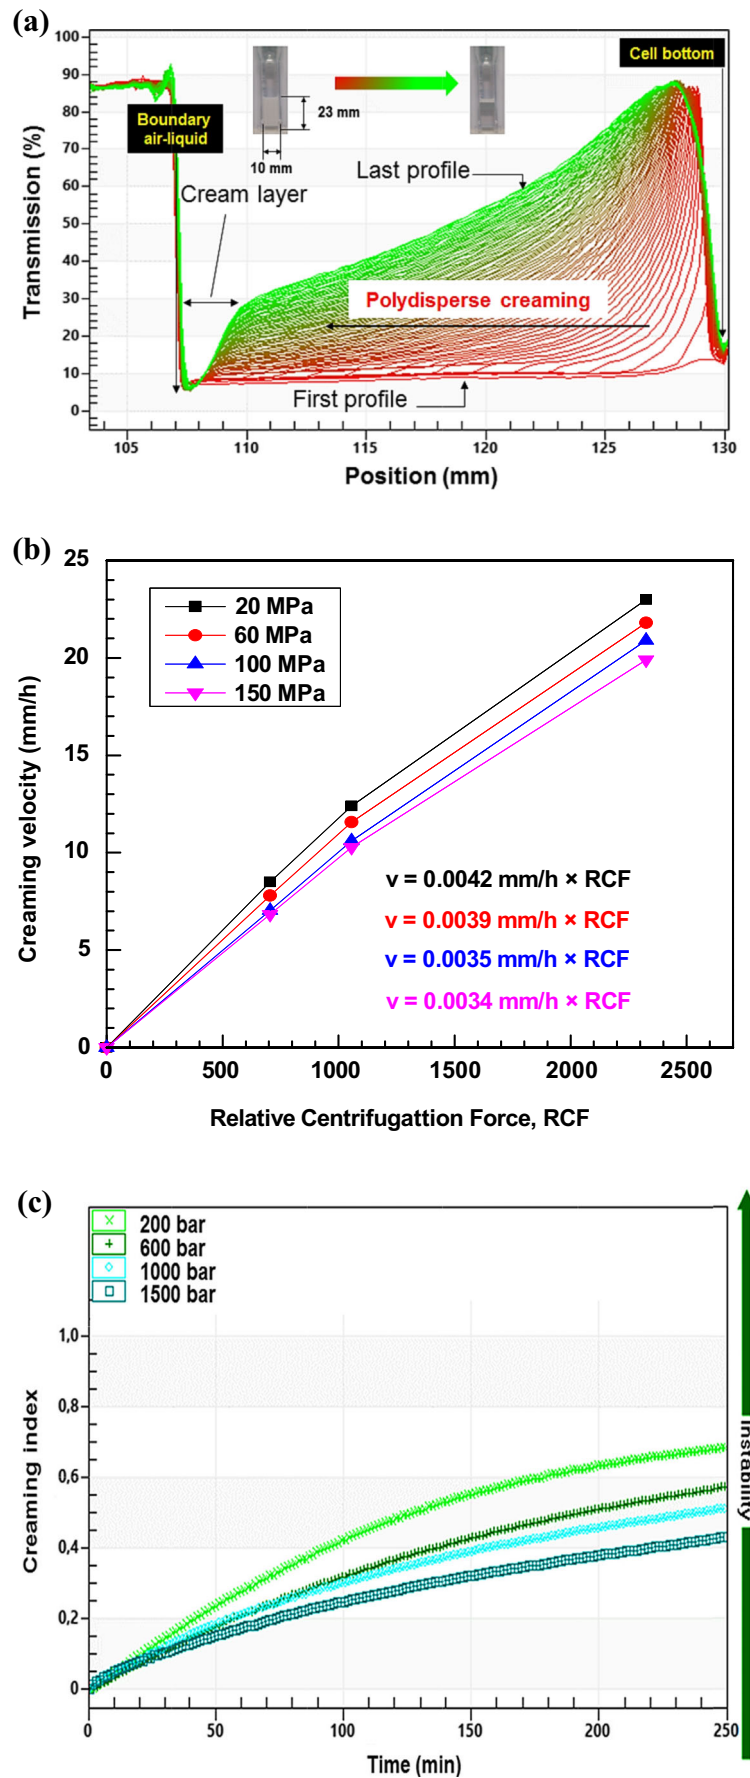 (a)
100
90
80
70
60
50
40
30
20
10
0
Transmission (%)
Boundary
air-liquid
Cream layer
23 mm
10 mm
Cell bottom
Last profile
Polydisperse creaming
First profile
105
110
115
120
125
130
Position (mm)
(b)
25
20
15
10
5
0
Creaming velocity (mm/h)
20 MPa
60 MPa
100 MPa
150 MPa
v = 0.0042 mm/h × RCF
v = 0.0039 mm/h × RCF
v = 0.0035 mm/h × RCF
v = 0.0034 mm/h × RCF
0
500
1000
1500
2000
2500
Relative Centrifugattion Force, RCF
(c)
200 bar
600 bar
1000 bar
1500 bar
1,0
0,8
0,6
0,4
0,2
0
Creaming index
Instability
0
50
100
150
200
250
Time (min)